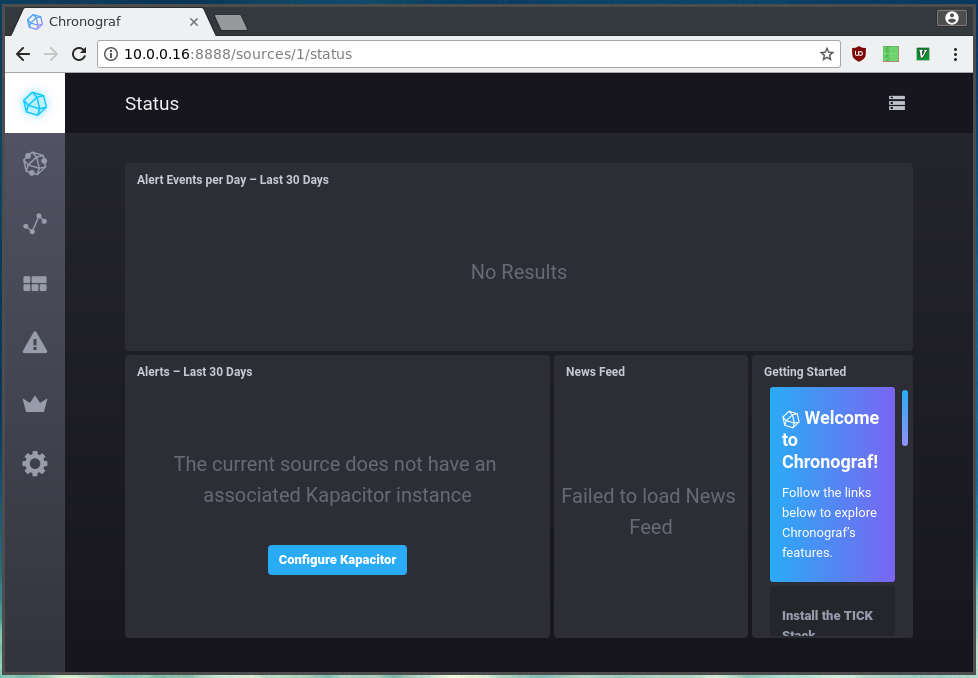 Chronograf
10.0.0.16:8888/sources/1/status
Status
Alert Events per Day – Last 30 Days
No Results
Alerts – Last 30 Days
The current source does not have an
associated Kapacitor instance
Configure Kapacitor
News Feed
Failed to load News
Feed
Getting Started
Welcome
to
Chronograf!
Follow the links
below to explore
Chronograf's
features.
Install the TICK
Stack